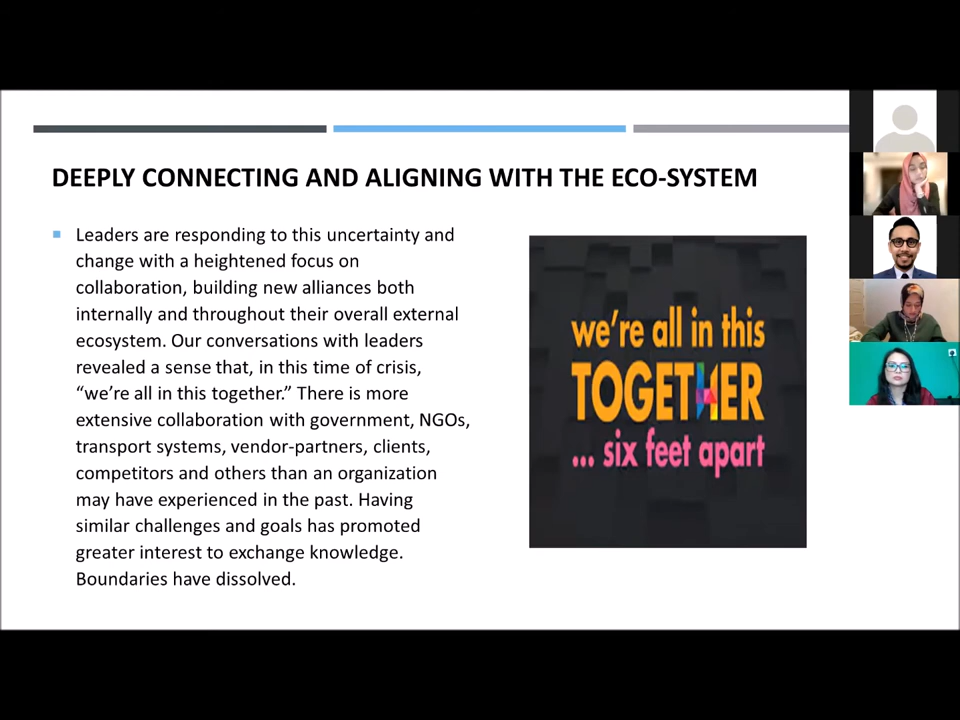 DEEPLY CONNECTING AND ALIGNING WITH THE ECO-SYSTEM
Leaders are responding to this uncertainty and
change with a heightened focus on
collaboration, building new alliances both
internally and throughout their overall external
ecosystem. Our conversations with leaders
revealed a sense that, in this time of crisis,
“we’re all in this together.” There is more
extensive collaboration with government, NGOs,
transport systems, vendor-partners, clients,
competitors and others than an organization
may have experienced in the past. Having
similar challenges and goals has promoted
greater interest to exchange knowledge.
Boundaries have dissolved.
we're all in this
TOGETHER
... six feet apart